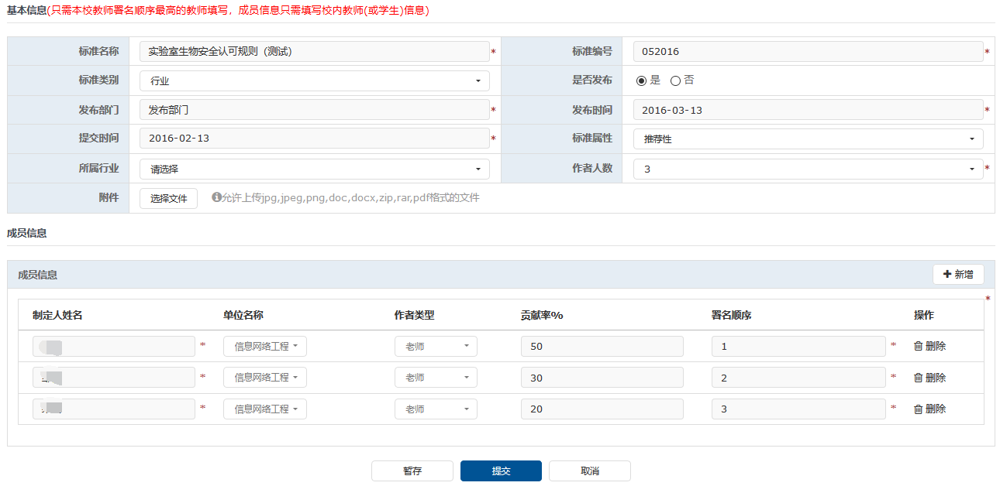 基本信息(只需本校教师署名顺序最高的教师填写，成员信息只需填写校内教师(或学生)信息)
标准名称 实验室生物安全认可规则（测试） * 标准编号 052016 *
标准类别 行业 是否发布 是 否
发布部门 发布部门 * 发布时间 2016-03-13 *
提交时间 2016-02-13 * 标准属性 推荐性
所属行业 请选择 作者人数 3 *
附件 选择文件 允许上传jpg,jpeg,png,doc,docx,zip,rar,pdf格式的文件
成员信息
成员信息 新增
*
制定人姓名 单位名称 作者类型 贡献率% 署名顺序 操作
* 信息网络工程 老师 50 1 * 删除
* 信息网络工程 老师 30 2 * 删除
* 信息网络工程 老师 20 3 * 删除
暂存 提交 取消